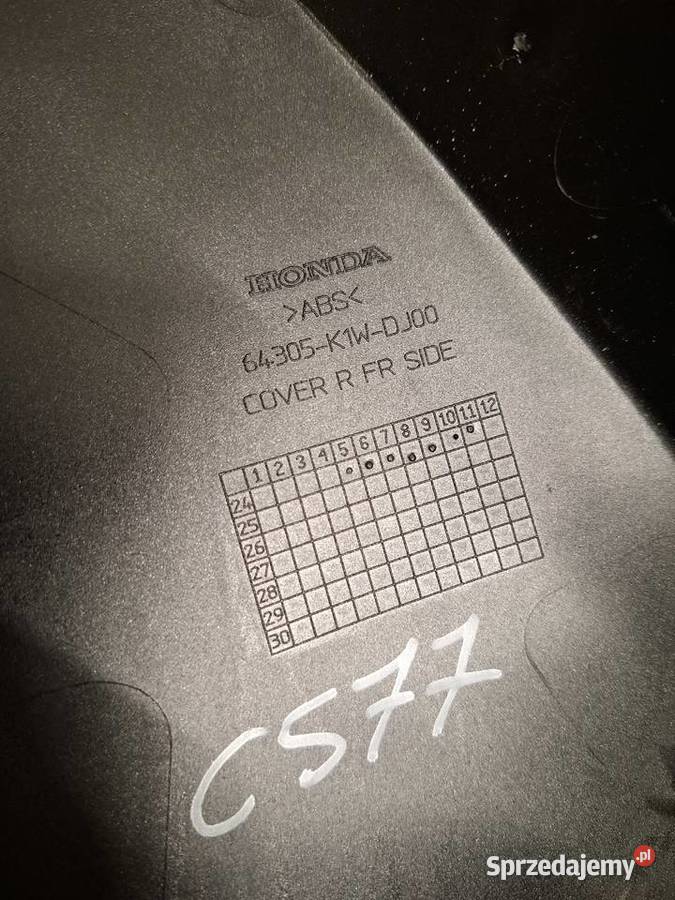 HONDA
>ABS<
64305-K1W-DJ00
COVER R FR SIDE
1 2 3 4 5 6 7 8 9 10 11 12
24
25
26
27
28
29
30
C577
Sprzedajemy.pl